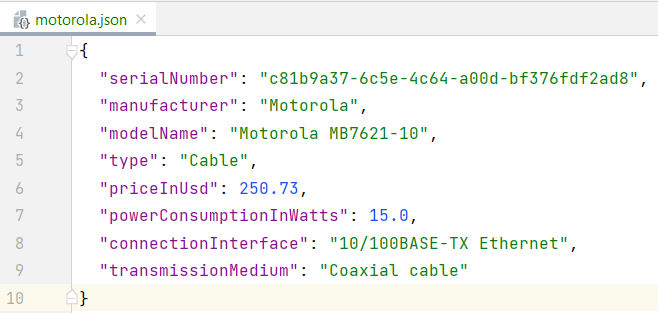 motorola.json
1 {
2 "serialNumber": "c81b9a37-6c5e-4c64-a00d-bf376fdf2ad8",
3 "manufacturer": "Motorola",
4 "modelName": "Motorola MB7621-10",
5 "type": "Cable",
6 "priceInUsd": 250.73,
7 "powerConsumptionInWatts": 15.0,
8 "connectionInterface": "10/100BASE-TX Ethernet",
9 "transmissionMedium": "Coaxial cable"
10 }